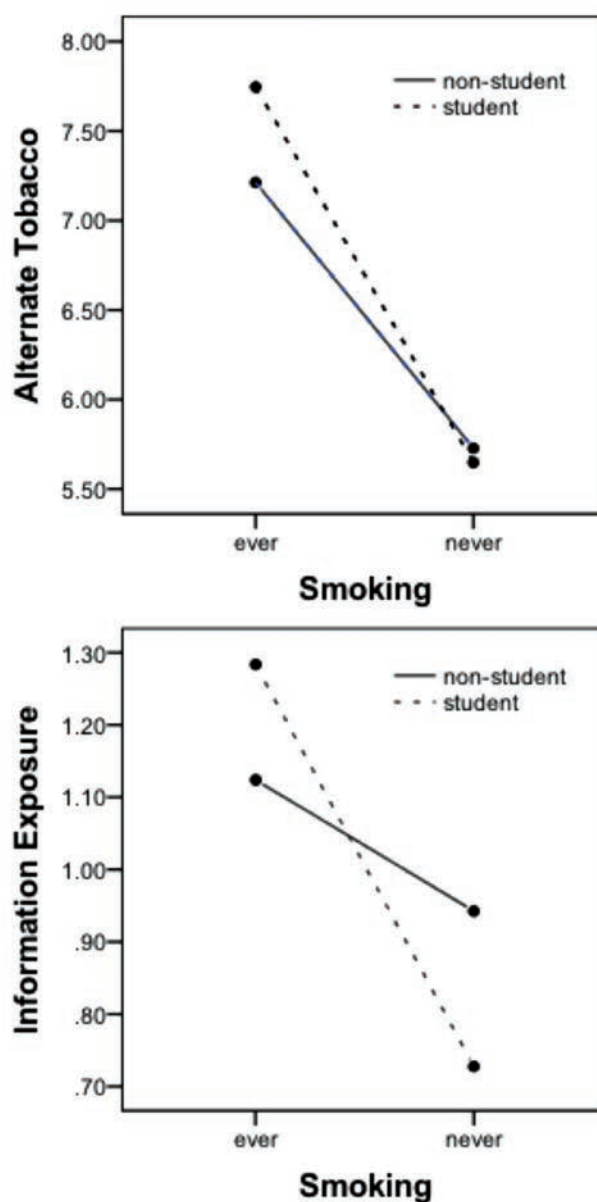 8.00
non-student
student
7.50
7.00
6.50
6.00
5.50
Alternate Tobacco
ever never
Smoking
1.30
non-student
student
1.20
1.10
1.00
.90
.80
.70
Information Exposure
ever never
Smoking